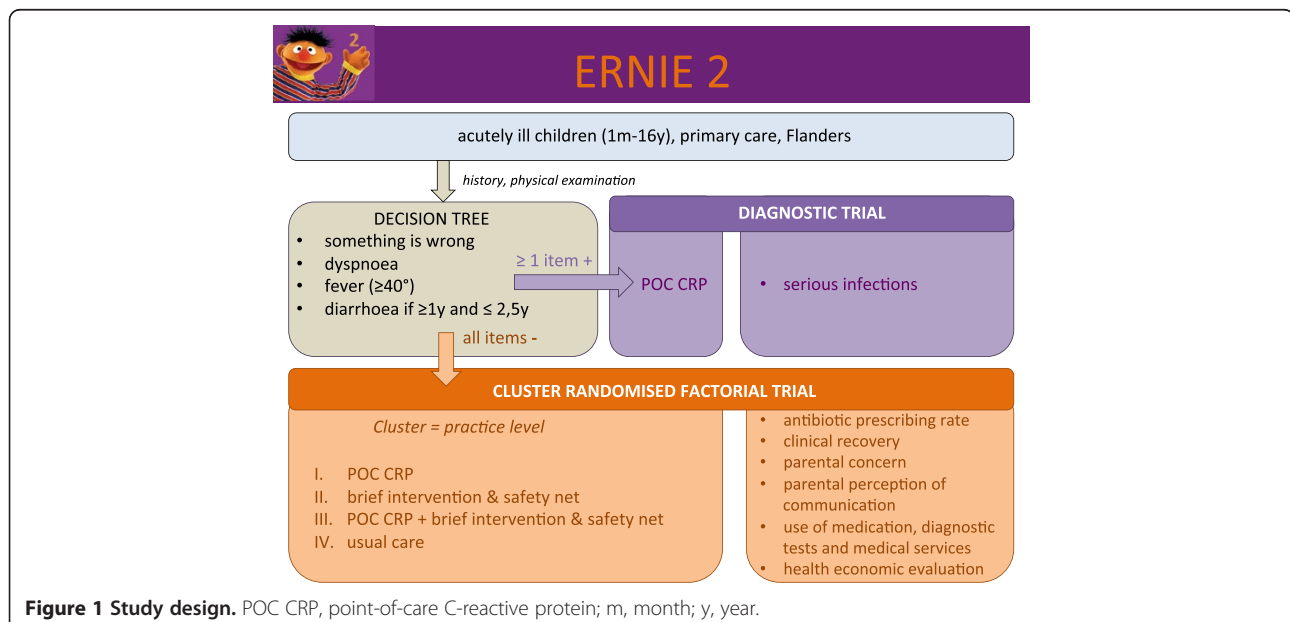 2
ERNIE 2
acutely ill children (1m-16y), primary care, Flanders
history, physical examination
DECISION TREE
• something is wrong
• dyspnoea
• fever (≥40°)
• diarrhoea if ≥1y and ≤ 2,5y
≥ 1 item +
all items -
DIAGNOSTIC TRIAL
POC CRP
• serious infections
CLUSTER RANDOMISED FACTORIAL TRIAL
Cluster = practice level
I. POC CRP
II. brief intervention & safety net
III. POC CRP + brief intervention & safety net
IV. usual care
• antibiotic prescribing rate
• clinical recovery
• parental concern
• parental perception of
communication
• use of medication, diagnostic
tests and medical services
• health economic evaluation
Figure 1 Study design. POC CRP, point-of-care C-reactive protein; m, month; y, year.